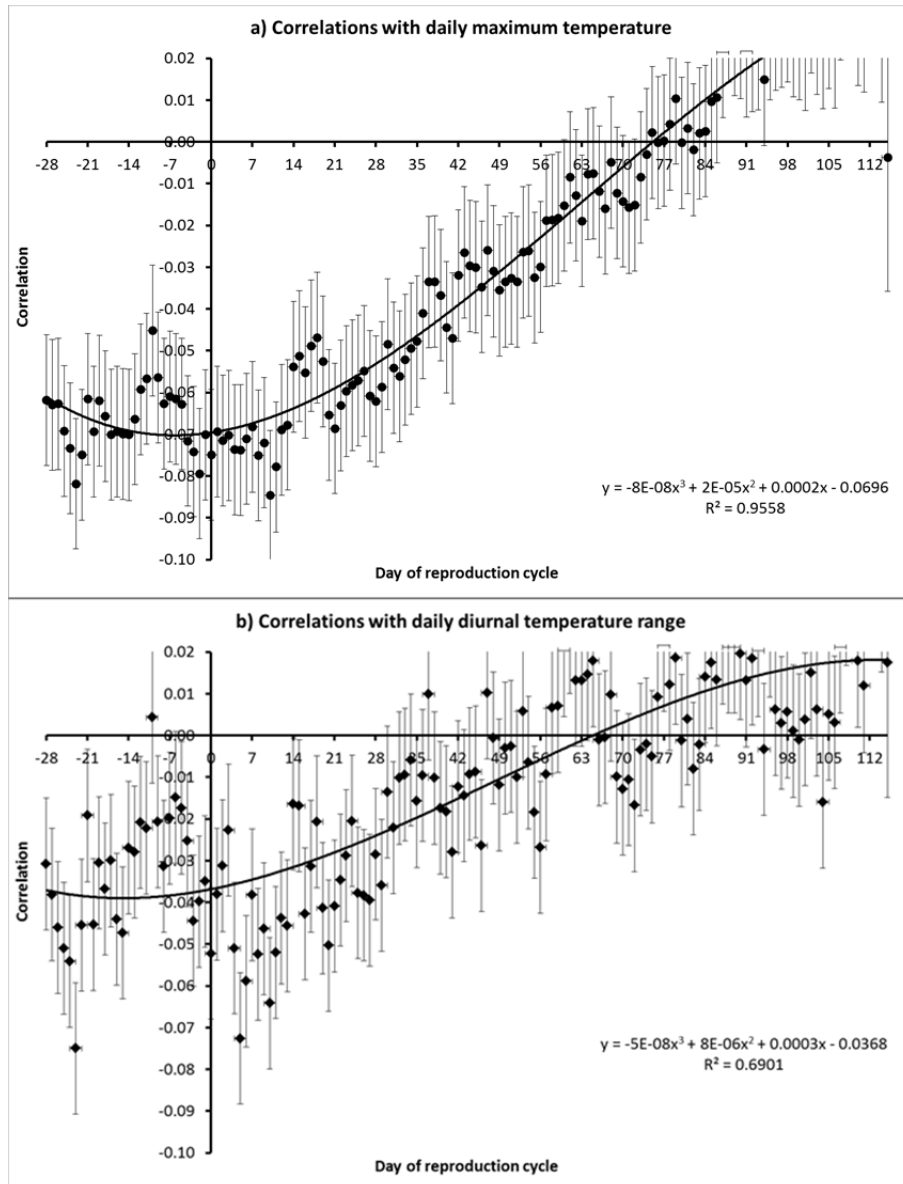 a) Correlations with daily maximum temperature
0.02
0.01
0.00
-28 -21 -14 -7 0 7 14 21 28 35 42 49 56 63 70 77 84 91 98 105 112
-0.01
-0.02
-0.03
-0.04
-0.05
-0.06
-0.07
-0.08
-0.09
-0.10
Correlation
y = -8E-08x³ + 2E-05x² + 0.0002x - 0.0696
R² = 0.9558
Day of reproduction cycle
b) Correlations with daily diurnal temperature range
0.02
0.01
0.00
-28 -21 -14 -7 0 7 14 21 28 35 42 49 56 63 70 77 84 91 98 105 112
-0.01
-0.02
-0.03
-0.04
-0.05
-0.06
-0.07
-0.08
-0.09
-0.10
Correlation
y = -5E-08x³ + 8E-06x² + 0.0003x - 0.0368
R² = 0.6901
Day of reproduction cycle